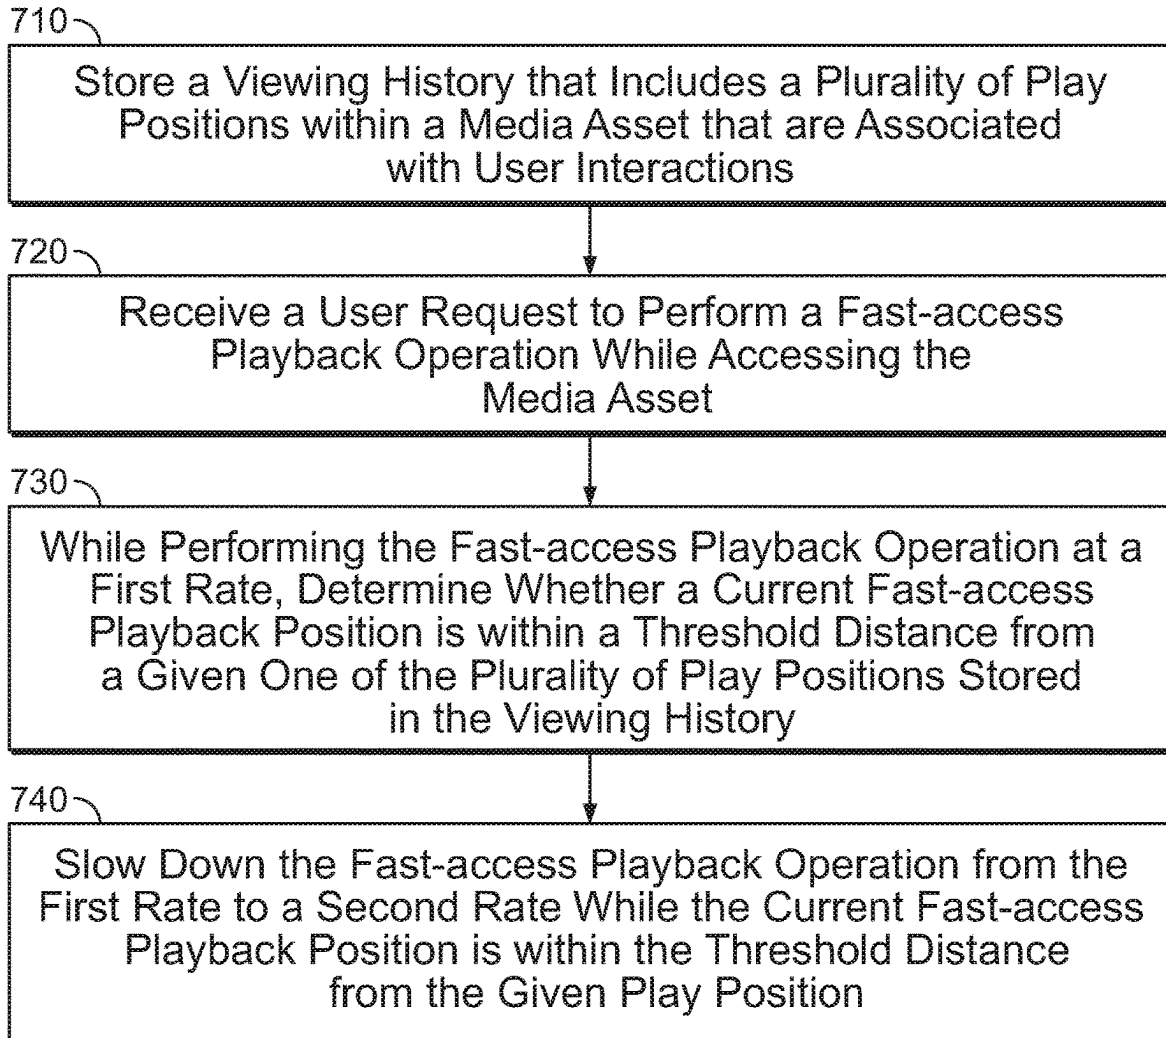 710
Store a Viewing History that Includes a Plurality of Play
Positions within a Media Asset that are Associated
with User Interactions
720
Receive a User Request to Perform a Fast-access
Playback Operation While Accessing the
Media Asset
730
While Performing the Fast-access Playback Operation at a
First Rate, Determine Whether a Current Fast-access
Playback Position is within a Threshold Distance from
a Given One of the Plurality of Play Positions Stored
in the Viewing History
740
Slow Down the Fast-access Playback Operation from the
First Rate to a Second Rate While the Current Fast-access
Playback Position is within the Threshold Distance
from the Given Play Position